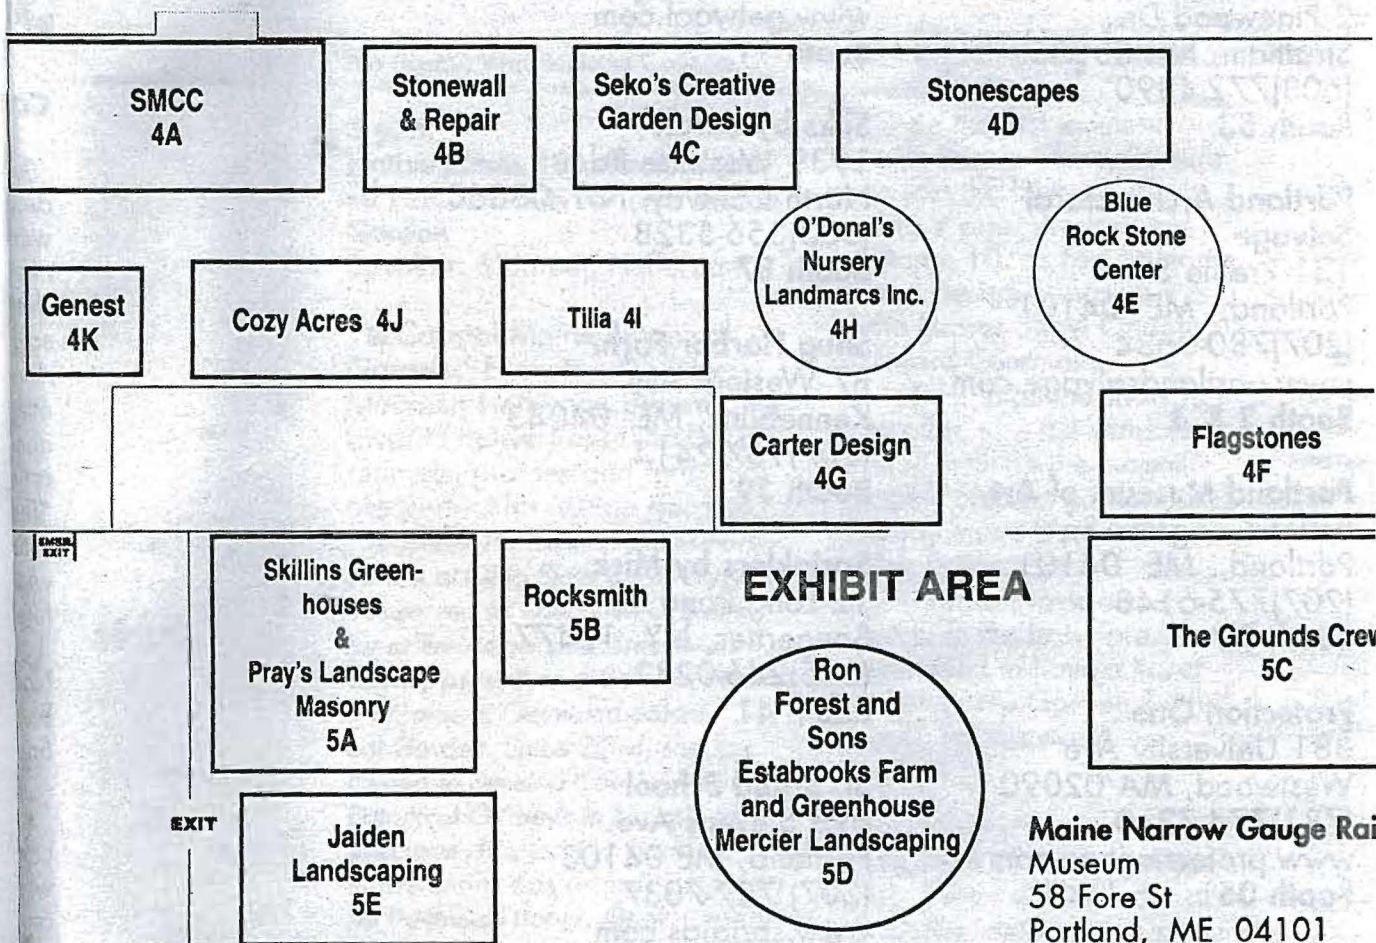 SMCC
4A
Stonewall
& Repair
4B
Seko's Creative
Garden Design
4C
Stonescapes
4D
Genest
4K
Cozy Acres 4J
Tilia 4I
O'Donal's
Nursery
Landmarcs Inc.
4H
Blue
Rock Stone
Center
4E
Carter Design
4G
Flagstones
4F
EMER.
EXIT
Skillins Green-
houses
&
Pray's Landscape
Masonry
5A
Rocksmith
5B
EXHIBIT AREA
The Grounds Crew
5C
Ron
Forest and
Sons
Estabrooks Farm
and Greenhouse
Mercier Landscaping
5D
EXIT
Jaiden
Landscaping
5E
Maine Narrow Gauge Rai
Museum
58 Fore St
Portland, ME 04101